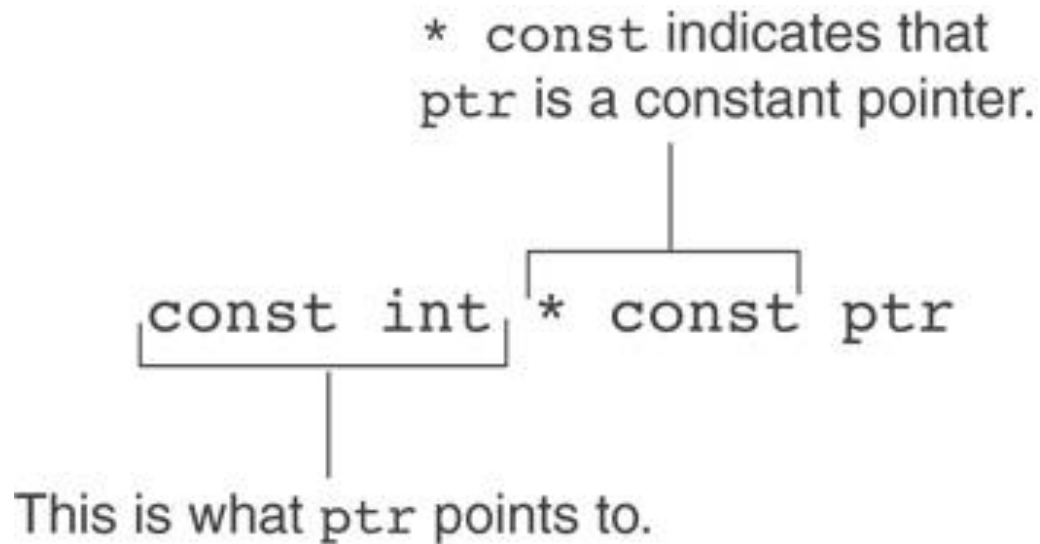 * const indicates that
ptr is a constant pointer.
const int * const ptr
This is what ptr points to.